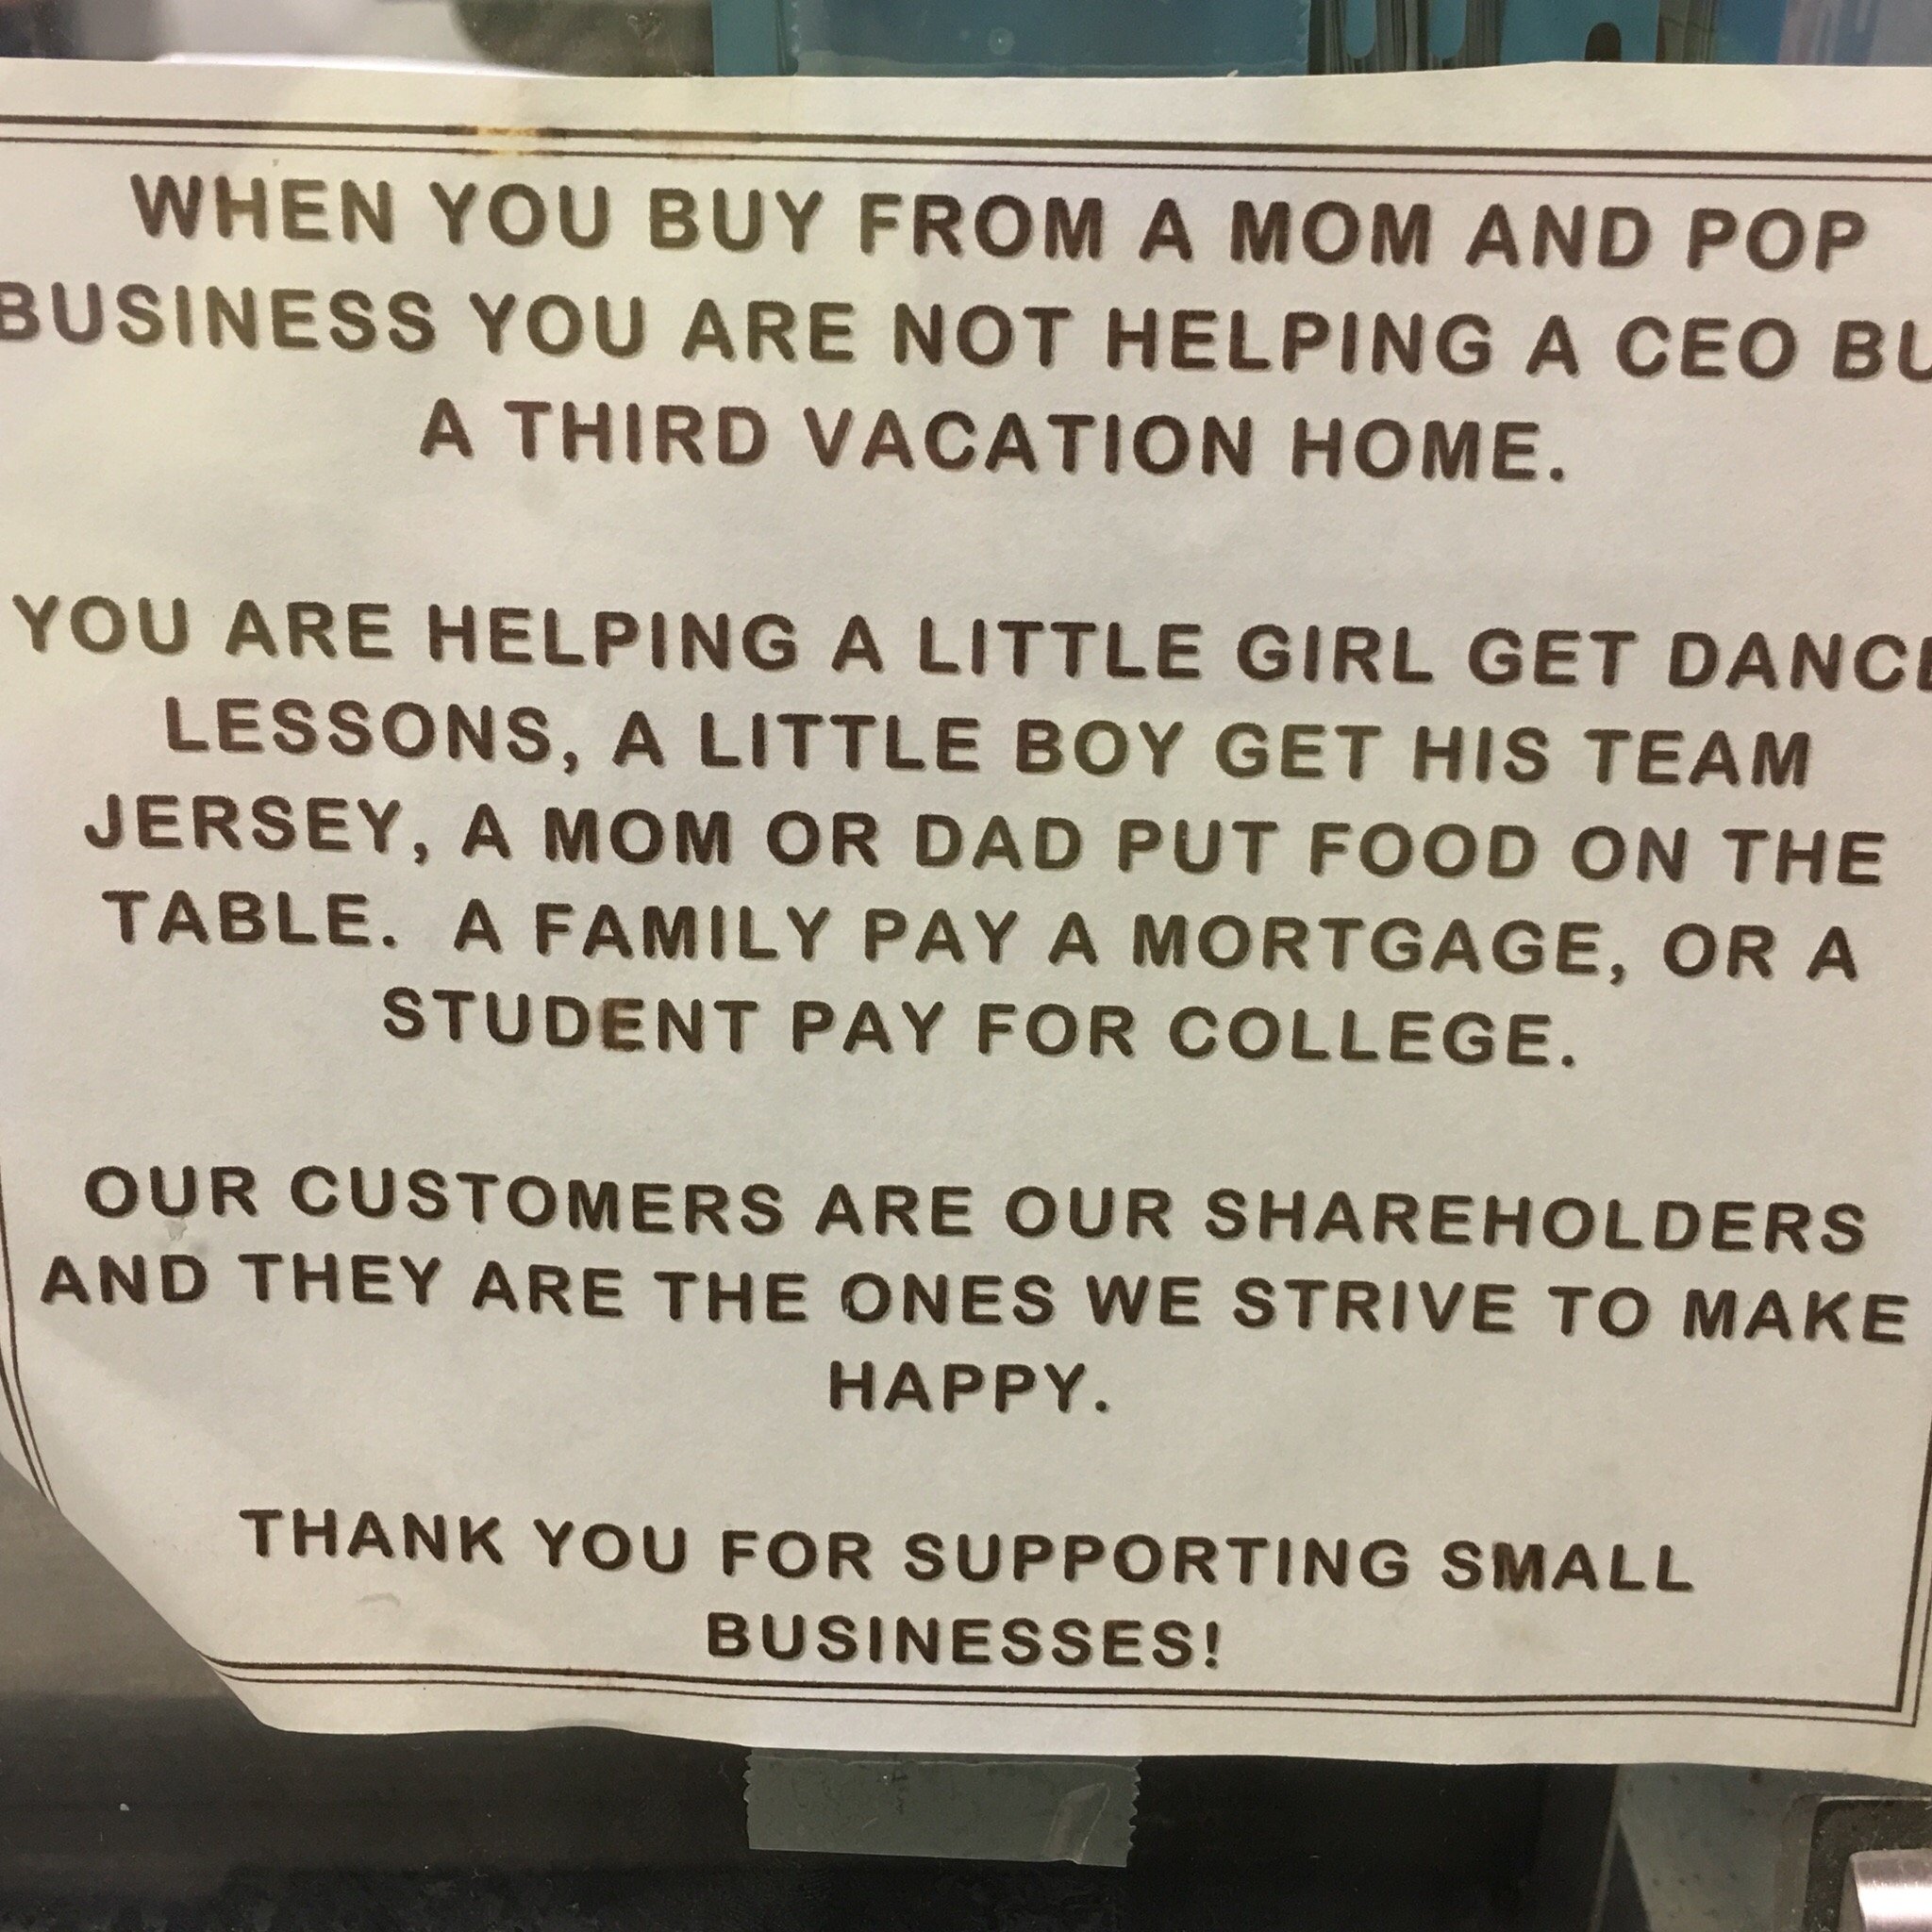 WHEN YOU BUY FROM A MOM AND POP
BUSINESS YOU ARE NOT HELPING A CEO BU
A THIRD VACATION HOME.
YOU ARE HELPING A LITTLE GIRL GET DANCE
LESSONS, A LITTLE BOY GET HIS TEAM
JERSEY, A MOM OR DAD PUT FOOD ON THE
TABLE. A FAMILY PAY A MORTGAGE, OR A
STUDENT PAY FOR COLLEGE.
OUR CUSTOMERS ARE OUR SHAREHOLDERS
AND THEY ARE THE ONES WE STRIVE TO MAKE
HAPPY.
THANK YOU FOR SUPPORTING SMALL
BUSINESSES!